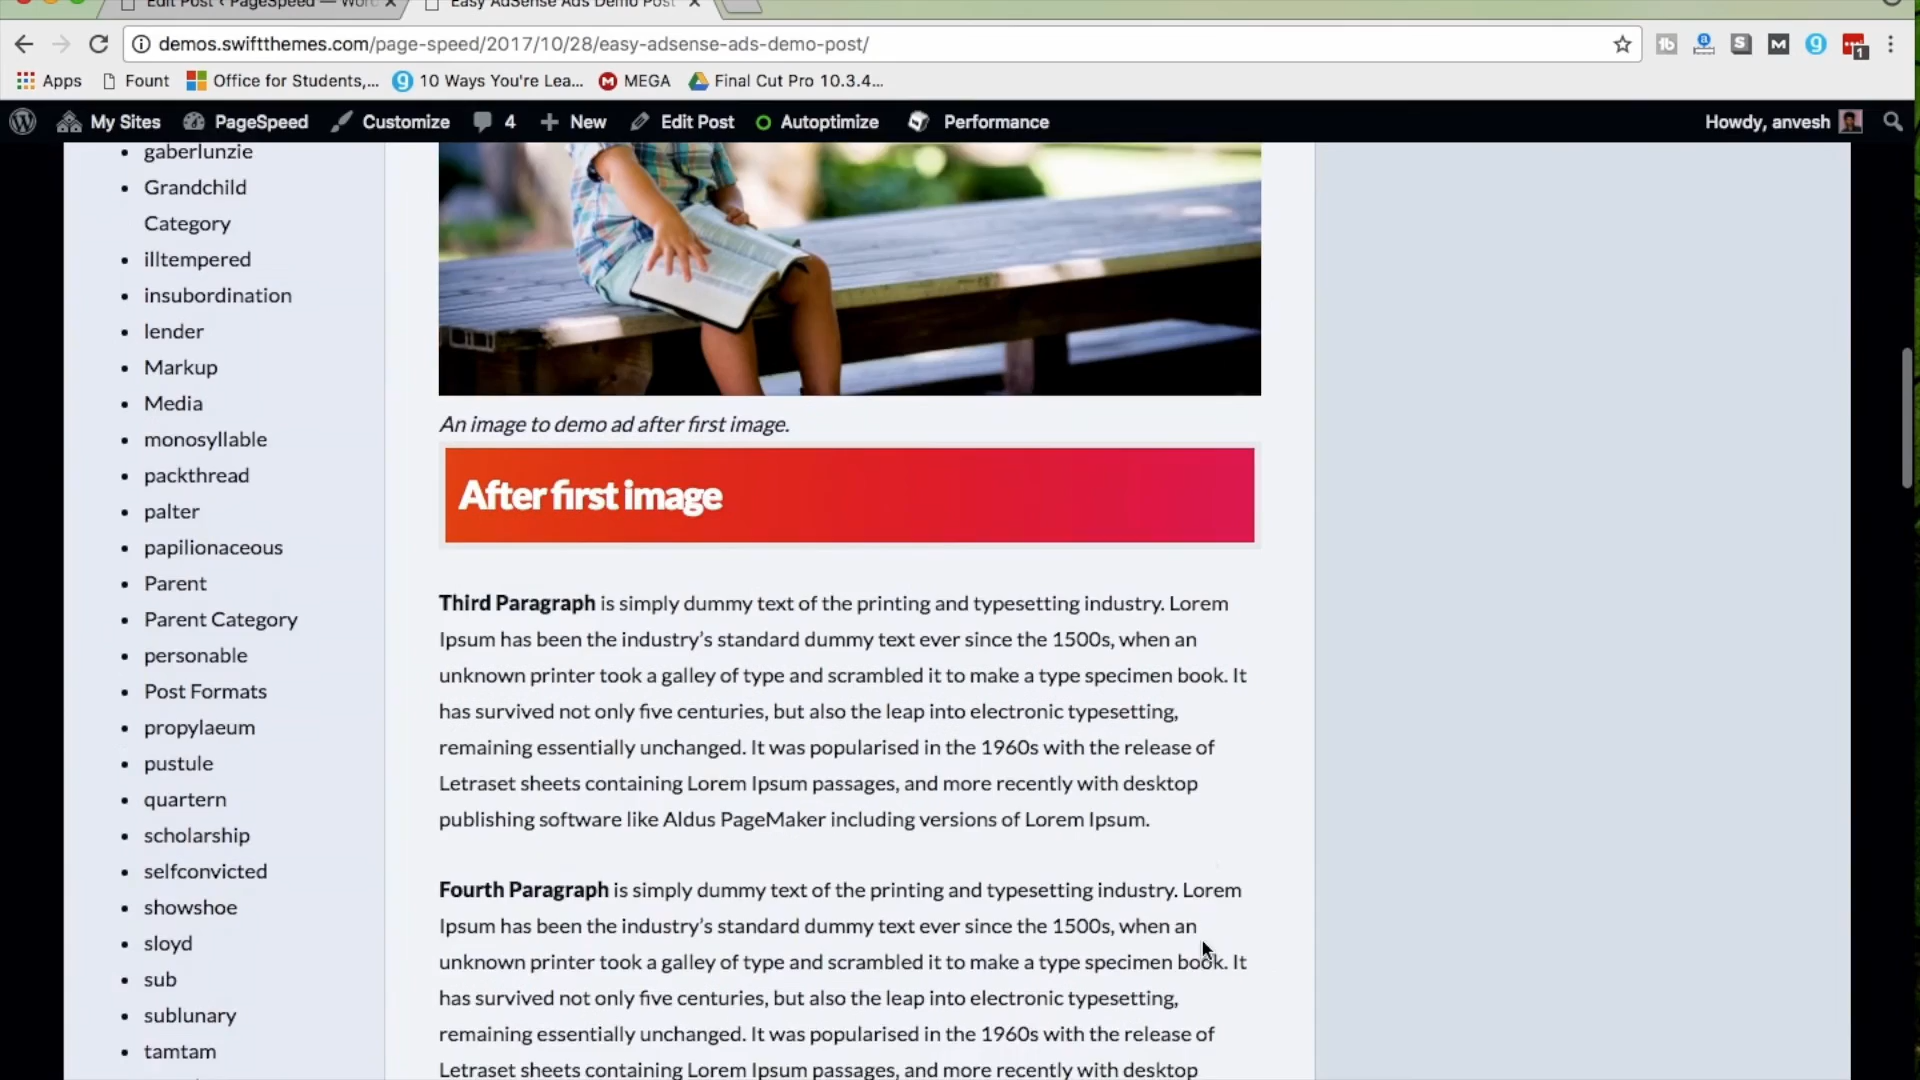 Edit Post ‹ PageSpeed — Wor
Easy AdSense Ads Demo Post
demos.swiftthemes.com/page-speed/2017/10/28/easy-adsense-ads-demo-post/
Apps Fount Office for Students,... 10 Ways You're Lea... MEGA Final Cut Pro 10.3.4...
My Sites PageSpeed Customize 4 New Edit Post Autoptimize Performance Howdy, anvesh
gaberlunzie
Grandchild
Category
illtempered
insubordination
lender
Markup
Media
monosyllable
packthread
palter
papilionaceous
Parent
Parent Category
personable
Post Formats
propylaeum
pustule
quartern
scholarship
selfconvicted
showshoe
sloyd
sub
sublunary
tamtam
An image to demo ad after first image.
After first image
Third Paragraph is simply dummy text of the printing and typesetting industry. Lorem
Ipsum has been the industry’s standard dummy text ever since the 1500s, when an
unknown printer took a galley of type and scrambled it to make a type specimen book. It
has survived not only five centuries, but also the leap into electronic typesetting,
remaining essentially unchanged. It was popularised in the 1960s with the release of
Letraset sheets containing Lorem Ipsum passages, and more recently with desktop
publishing software like Aldus PageMaker including versions of Lorem Ipsum.
Fourth Paragraph is simply dummy text of the printing and typesetting industry. Lorem
Ipsum has been the industry’s standard dummy text ever since the 1500s, when an
unknown printer took a galley of type and scrambled it to make a type specimen book. It
has survived not only five centuries, but also the leap into electronic typesetting,
remaining essentially unchanged. It was popularised in the 1960s with the release of
Letraset sheets containing Lorem Ipsum passages, and more recently with desktop